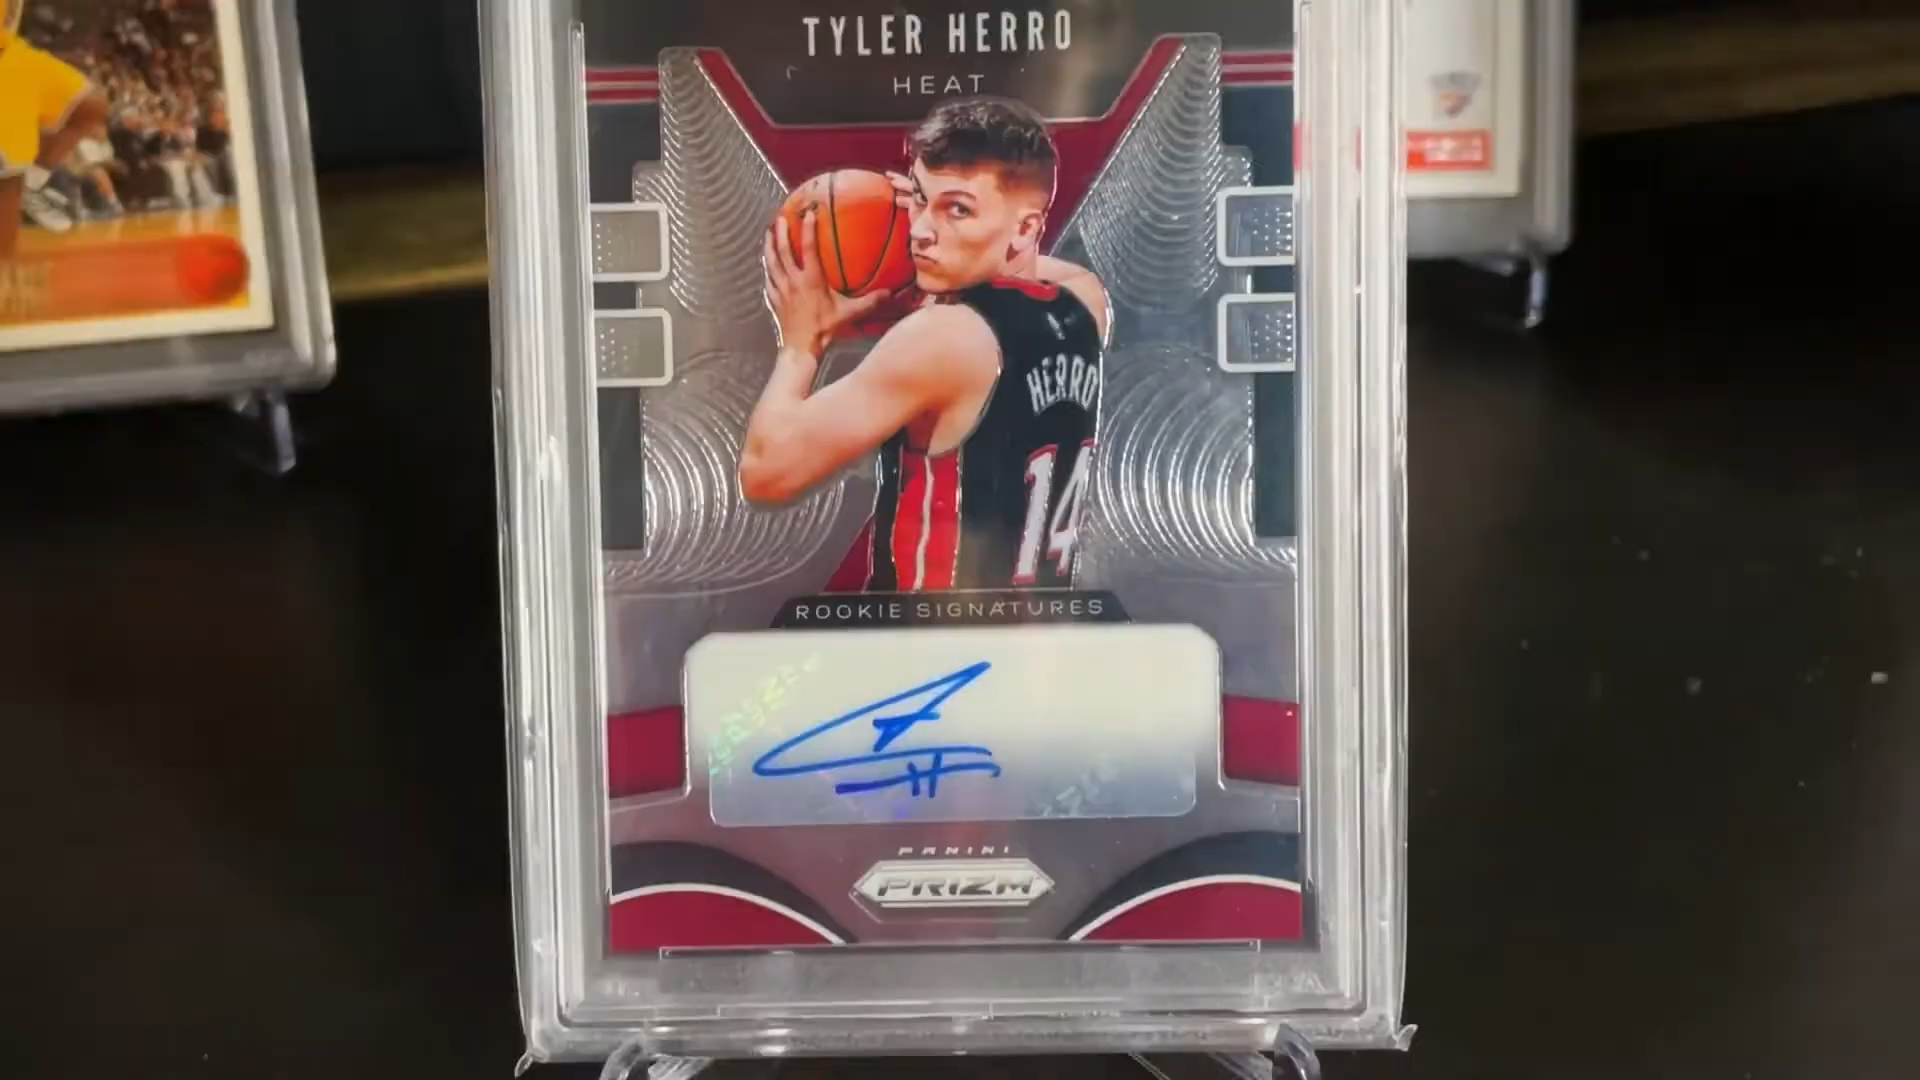 TYLER HERRO
HEAT
HERRO
14
ROOKIE SIGNATURES
PANINI
PRIZM